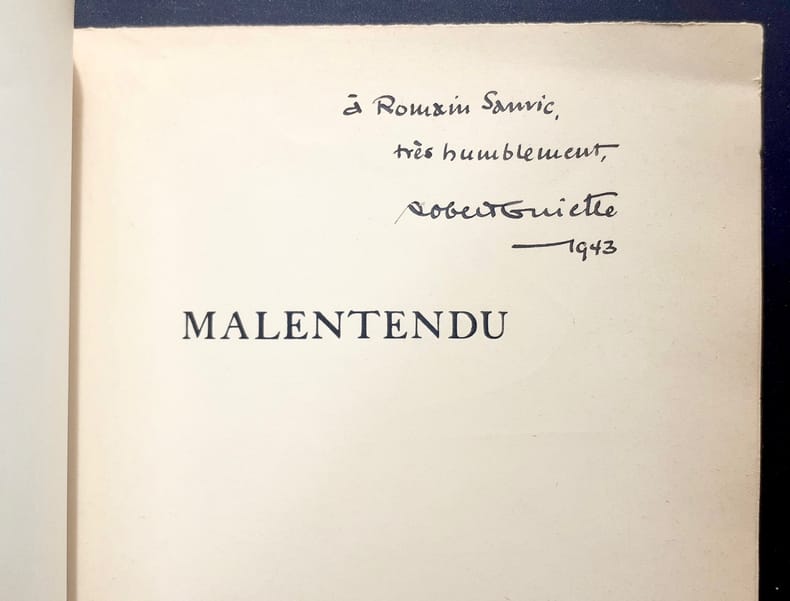 à Romain Sanvic,
très humblement,
Robert Guiette
1943
MALENTENDU